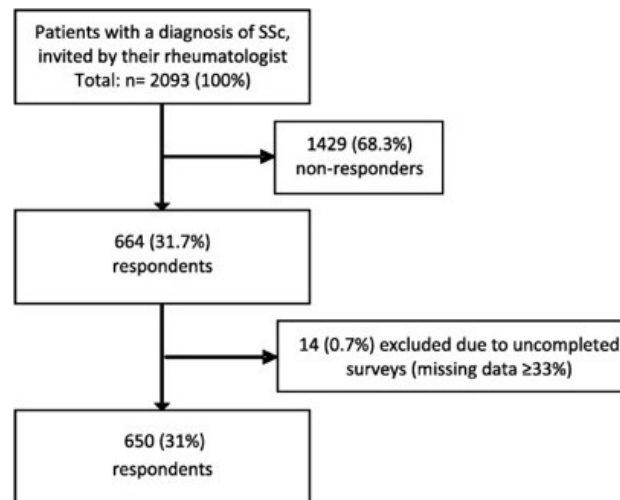 Patients with a diagnosis of SSc,
invited by their rheumatologist
Total: n= 2093 (100%)
1429 (68.3%)
non-responders
664 (31.7%)
respondents
14 (0.7%) excluded due to uncompleted
surveys (missing data ≥33%)
650 (31%)
respondents